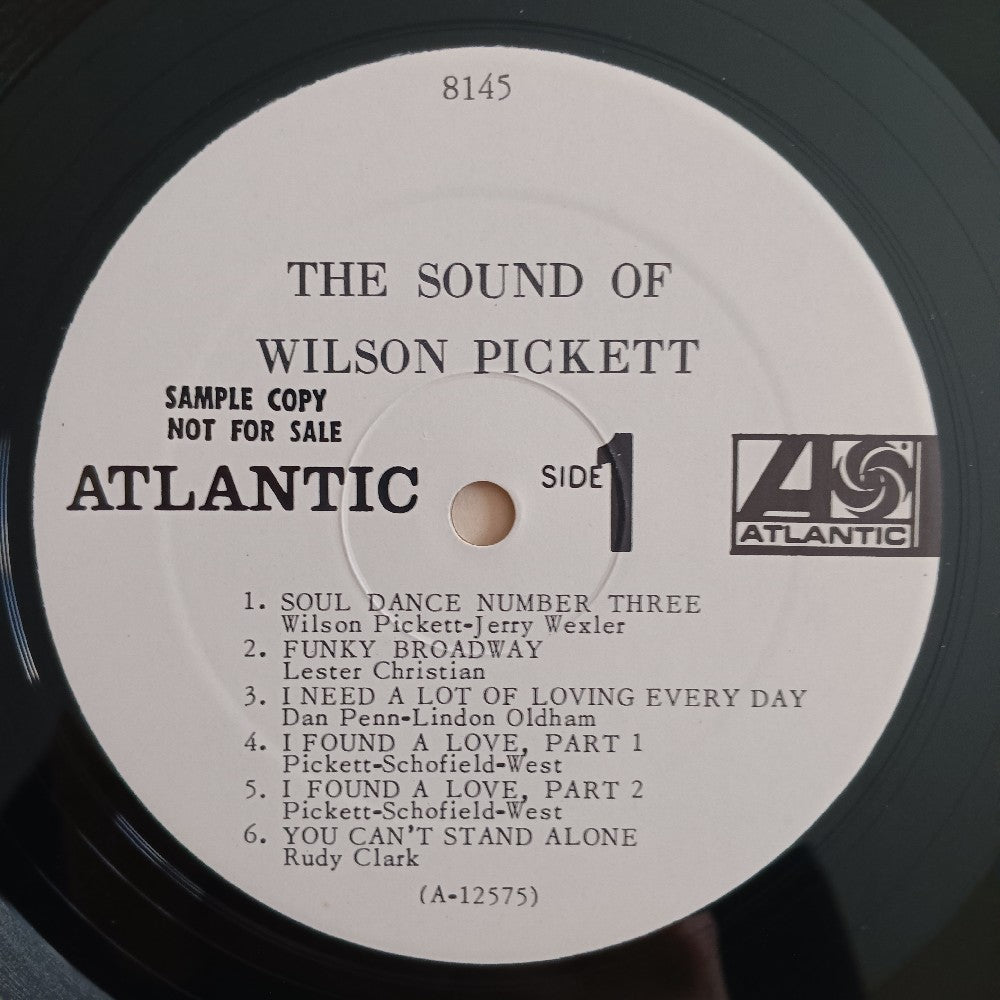 8145
THE SOUND OF
WILSON PICKETT
SAMPLE COPY
NOT FOR SALE
ATLANTIC
SIDE 1
ATLANTIC
1. SOUL DANCE NUMBER THREE
Wilson Pickett-Jerry Wexler
2. FUNKY BROADWAY
Lester Christian
3. I NEED A LOT OF LOVING EVERY DAY
Dan Penn-Lindon Oldham
4. I FOUND A LOVE, PART 1
Pickett-Schofield-West
5. I FOUND A LOVE, PART 2
Pickett-Schofield-West
6. YOU CAN'T STAND ALONE
Rudy Clark
(A-12575)